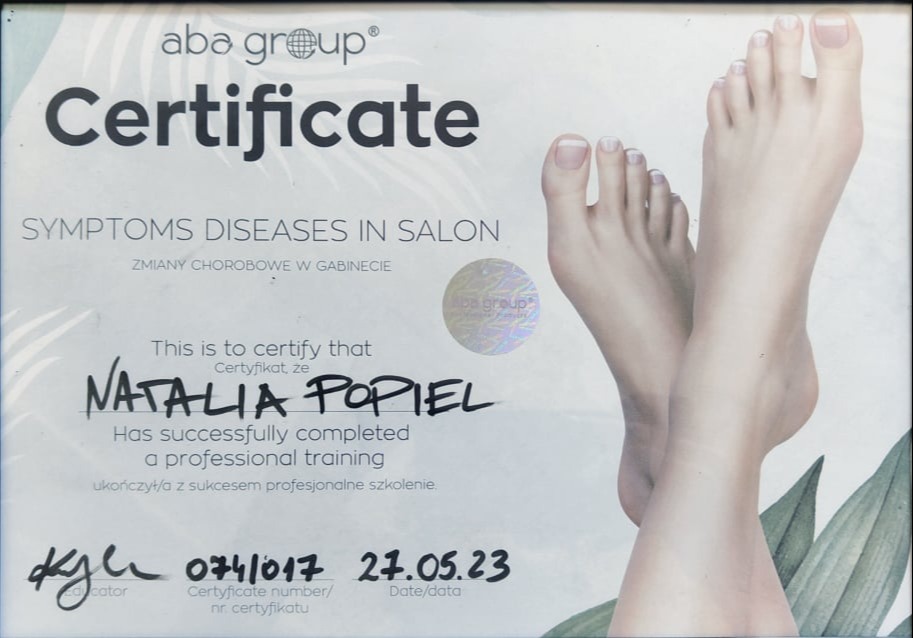 aba group®
Certificate
SYMPTOMS DISEASES IN SALON
ZMIANY CHOROBOWE W GABINECIE
aba group®
This is to certify that
Certyfikat, że
NATALIA POPIEL
Has successfully completed
a professional training
ukończył/a z sukcesem profesjonalne szkolenie.
074/017 27.05.23
Educator Certyficate number/ Date/data
nr. certyfikatu